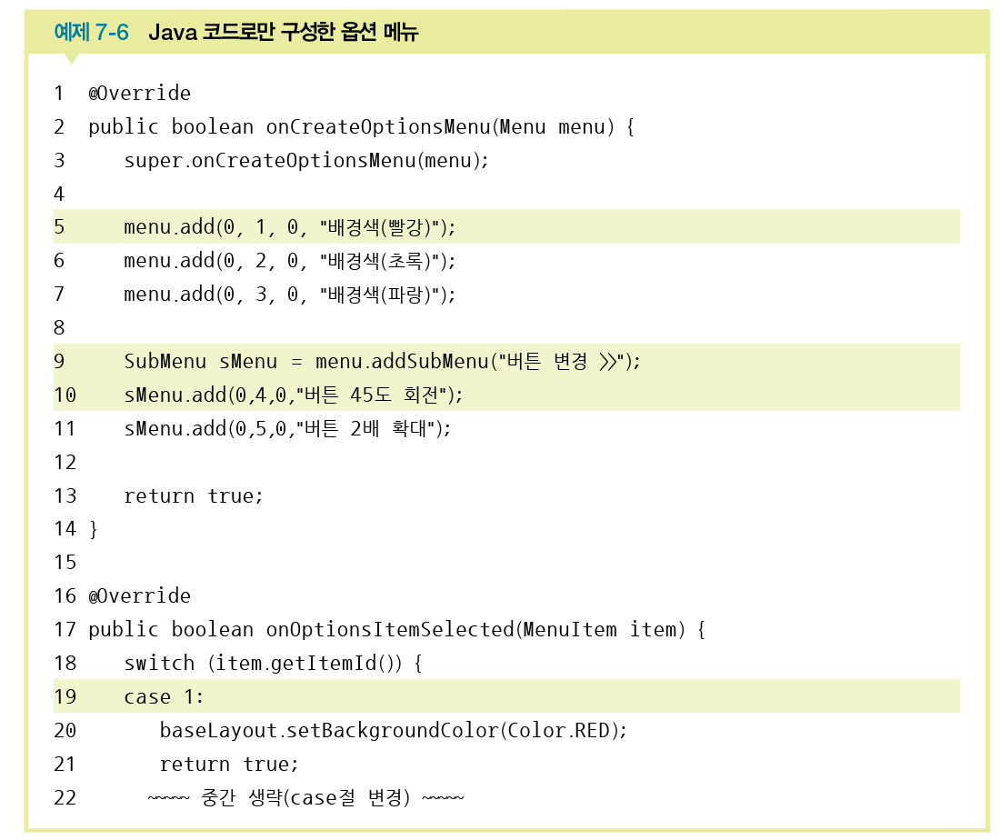 예제 7-6 Java 코드로만 구성한 옵션 메뉴
1 @Override
2 public boolean onCreateOptionsMenu(Menu menu) {
3 super.onCreateOptionsMenu(menu);
4
5 menu.add(0, 1, 0, "배경색(빨강)");
6 menu.add(0, 2, 0, "배경색(초록)");
7 menu.add(0, 3, 0, "배경색(파랑)");
8
9 SubMenu sMenu = menu.addSubMenu("버튼 변경 >>");
10 sMenu.add(0,4,0,"버튼 45도 회전");
11 sMenu.add(0,5,0,"버튼 2배 확대");
12
13 return true;
14 }
15
16 @Override
17 public boolean onOptionsItemSelected(MenuItem item) {
18 switch (item.getItemId()) {
19 case 1:
20 baseLayout.setBackgroundColor(Color.RED);
21 return true;
22 ~~~~~ 중간 생략(case절 변경) ~~~~~